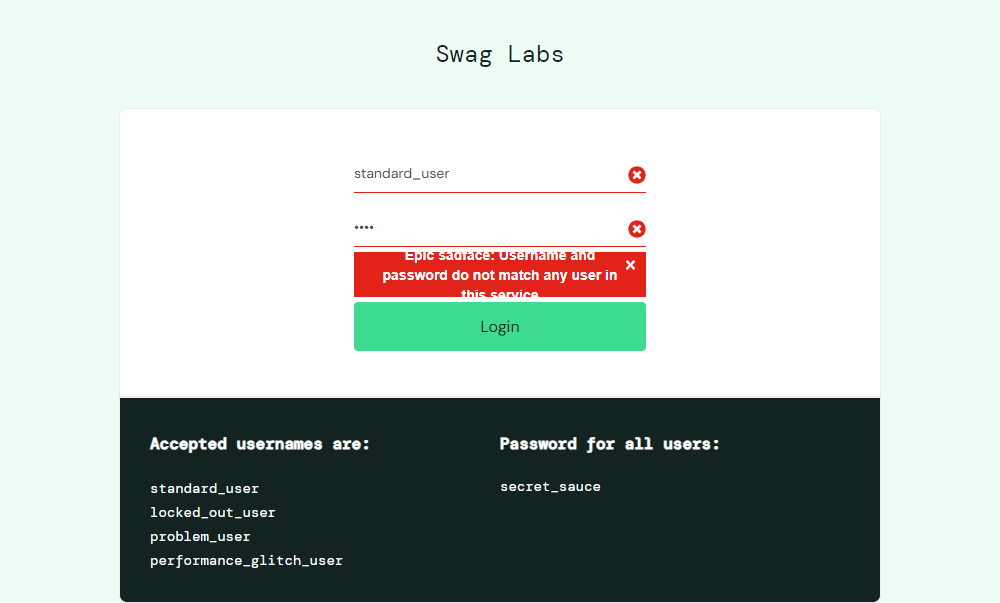 Swag Labs
standard_user
••••
Epic sadface: Username and
password do not match any user in
this service
Login
Accepted usernames are:
Password for all users:
standard_user
locked_out_user
problem_user
performance_glitch_user
secret_sauce